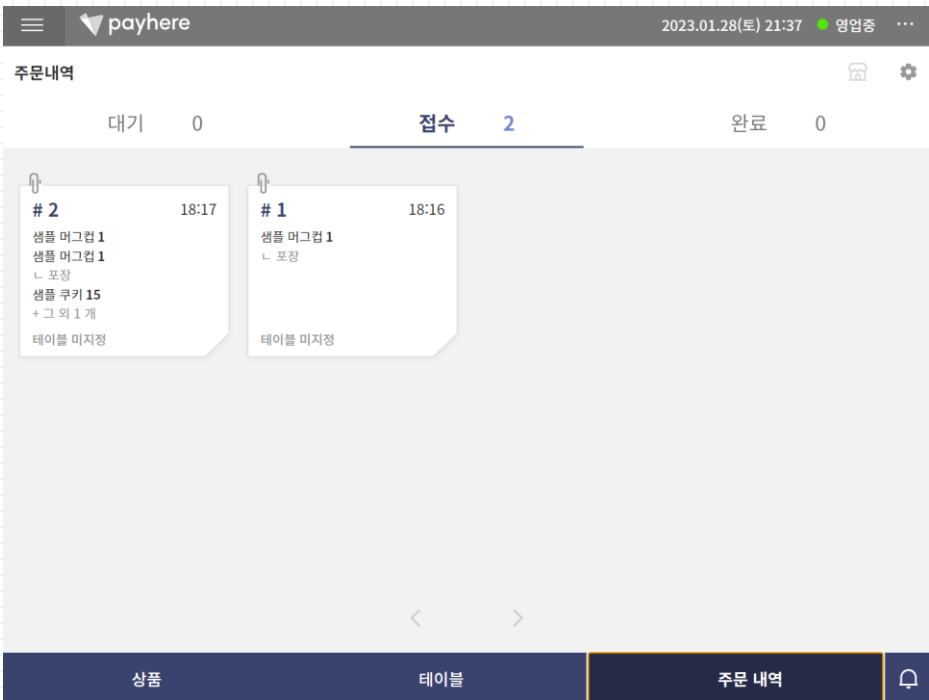 payhere 2023.01.28(토) 21:37 영업중 ···
주문내역
대기 0 접수 2 완료 0
# 2 18:17
샘플 머그컵 1
샘플 머그컵 1
ㄴ 포장
샘플 쿠키 15
+ 그 외 1 개
테이블 미지정
# 1 18:16
샘플 머그컵 1
ㄴ 포장
테이블 미지정
상품 테이블 주문 내역